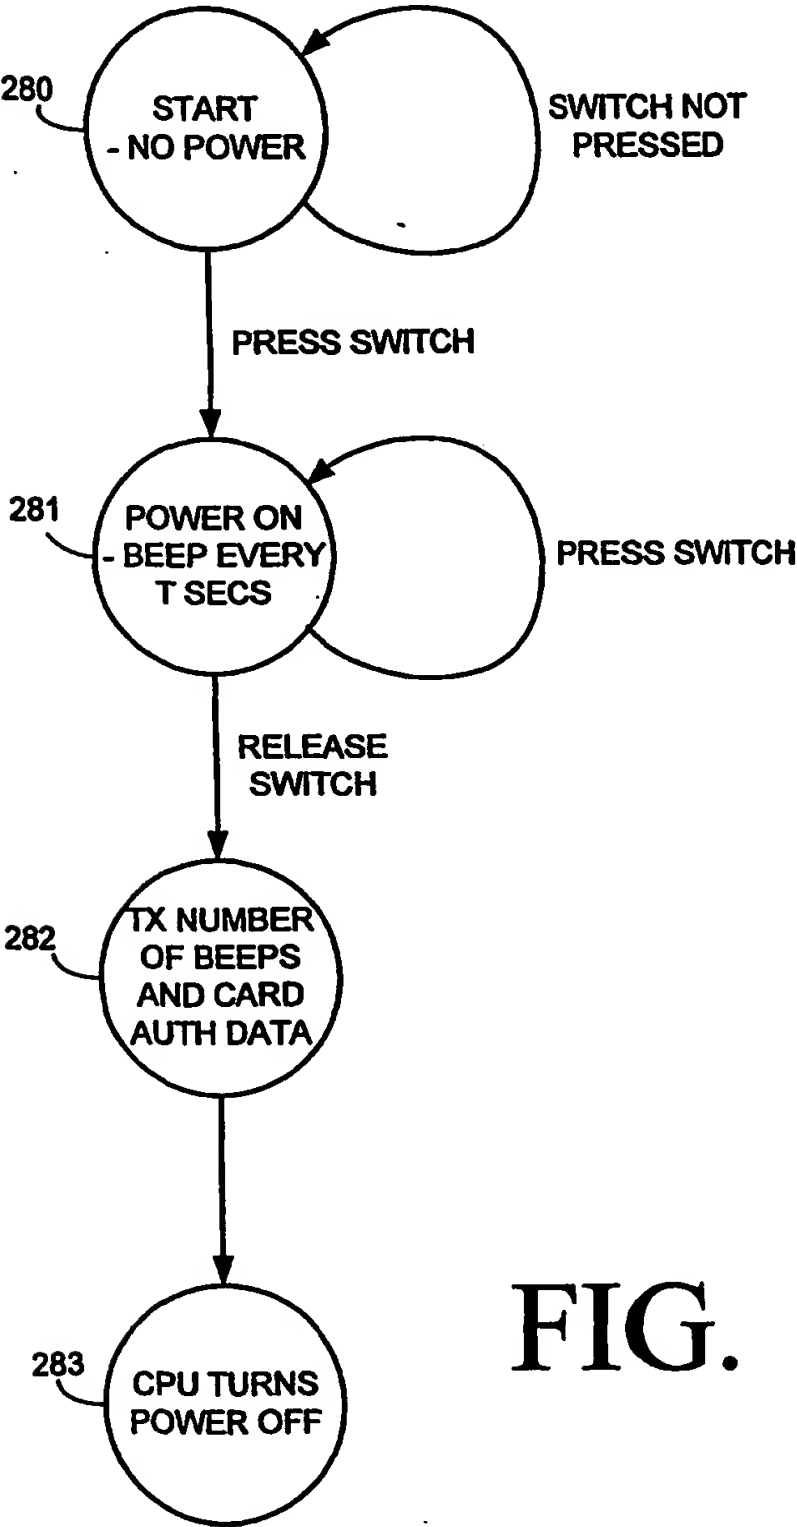 280
START
- NO POWER
SWITCH NOT
PRESSED
PRESS SWITCH
281
POWER ON
- BEEP EVERY
T SECS
PRESS SWITCH
RELEASE
SWITCH
282
TX NUMBER
OF BEEPS
AND CARD
AUTH DATA
283
CPU TURNS
POWER OFF
FIG.